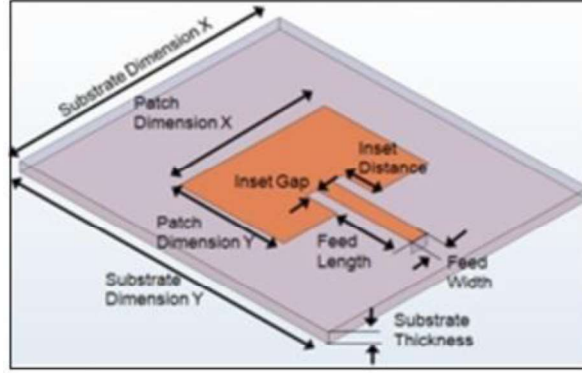 Substrate Dimension X
Patch
Dimension X
Inset
Distance
Inset Gap
Patch
Dimension Y
Feed
Length
Feed
Width
Substrate
Dimension Y
Substrate
Thickness